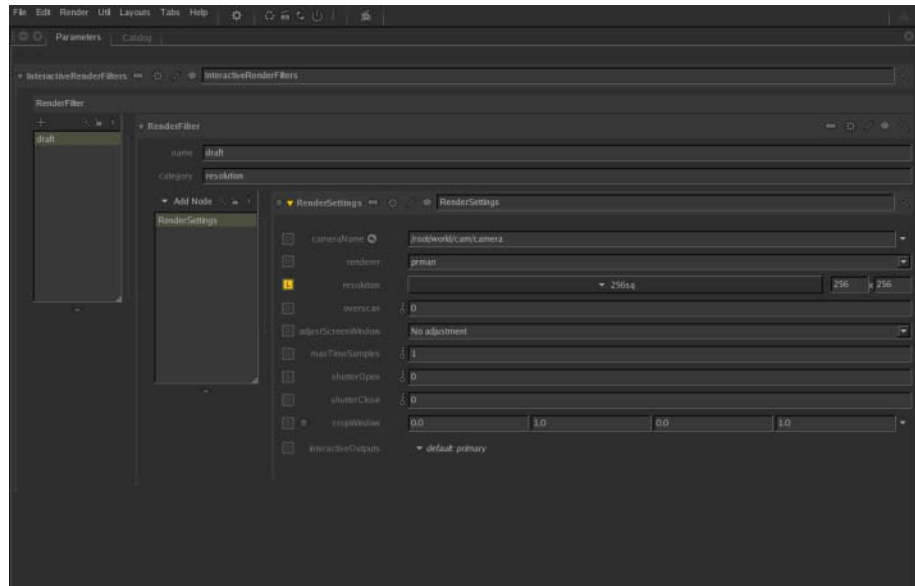 File Edit Render Util Layouts Tabs Help
Parameters Catalog
InteractiveRenderFilters InteractiveRenderFilters
RenderFilter
draft
RenderFilter
name draft
category resolution
Add Node
RenderSettings
RenderSettings RenderSettings
cameraName /root/world/cam/camera
renderer prman
resolution 256sq 256 x 256
overscan 0
adjustScreenWindow No adjustment
maxTimeSamples 1
shutterOpen 0
shutterClose 0
cropWindow 0.0 1.0 0.0 1.0
interactiveOutputs default: primary